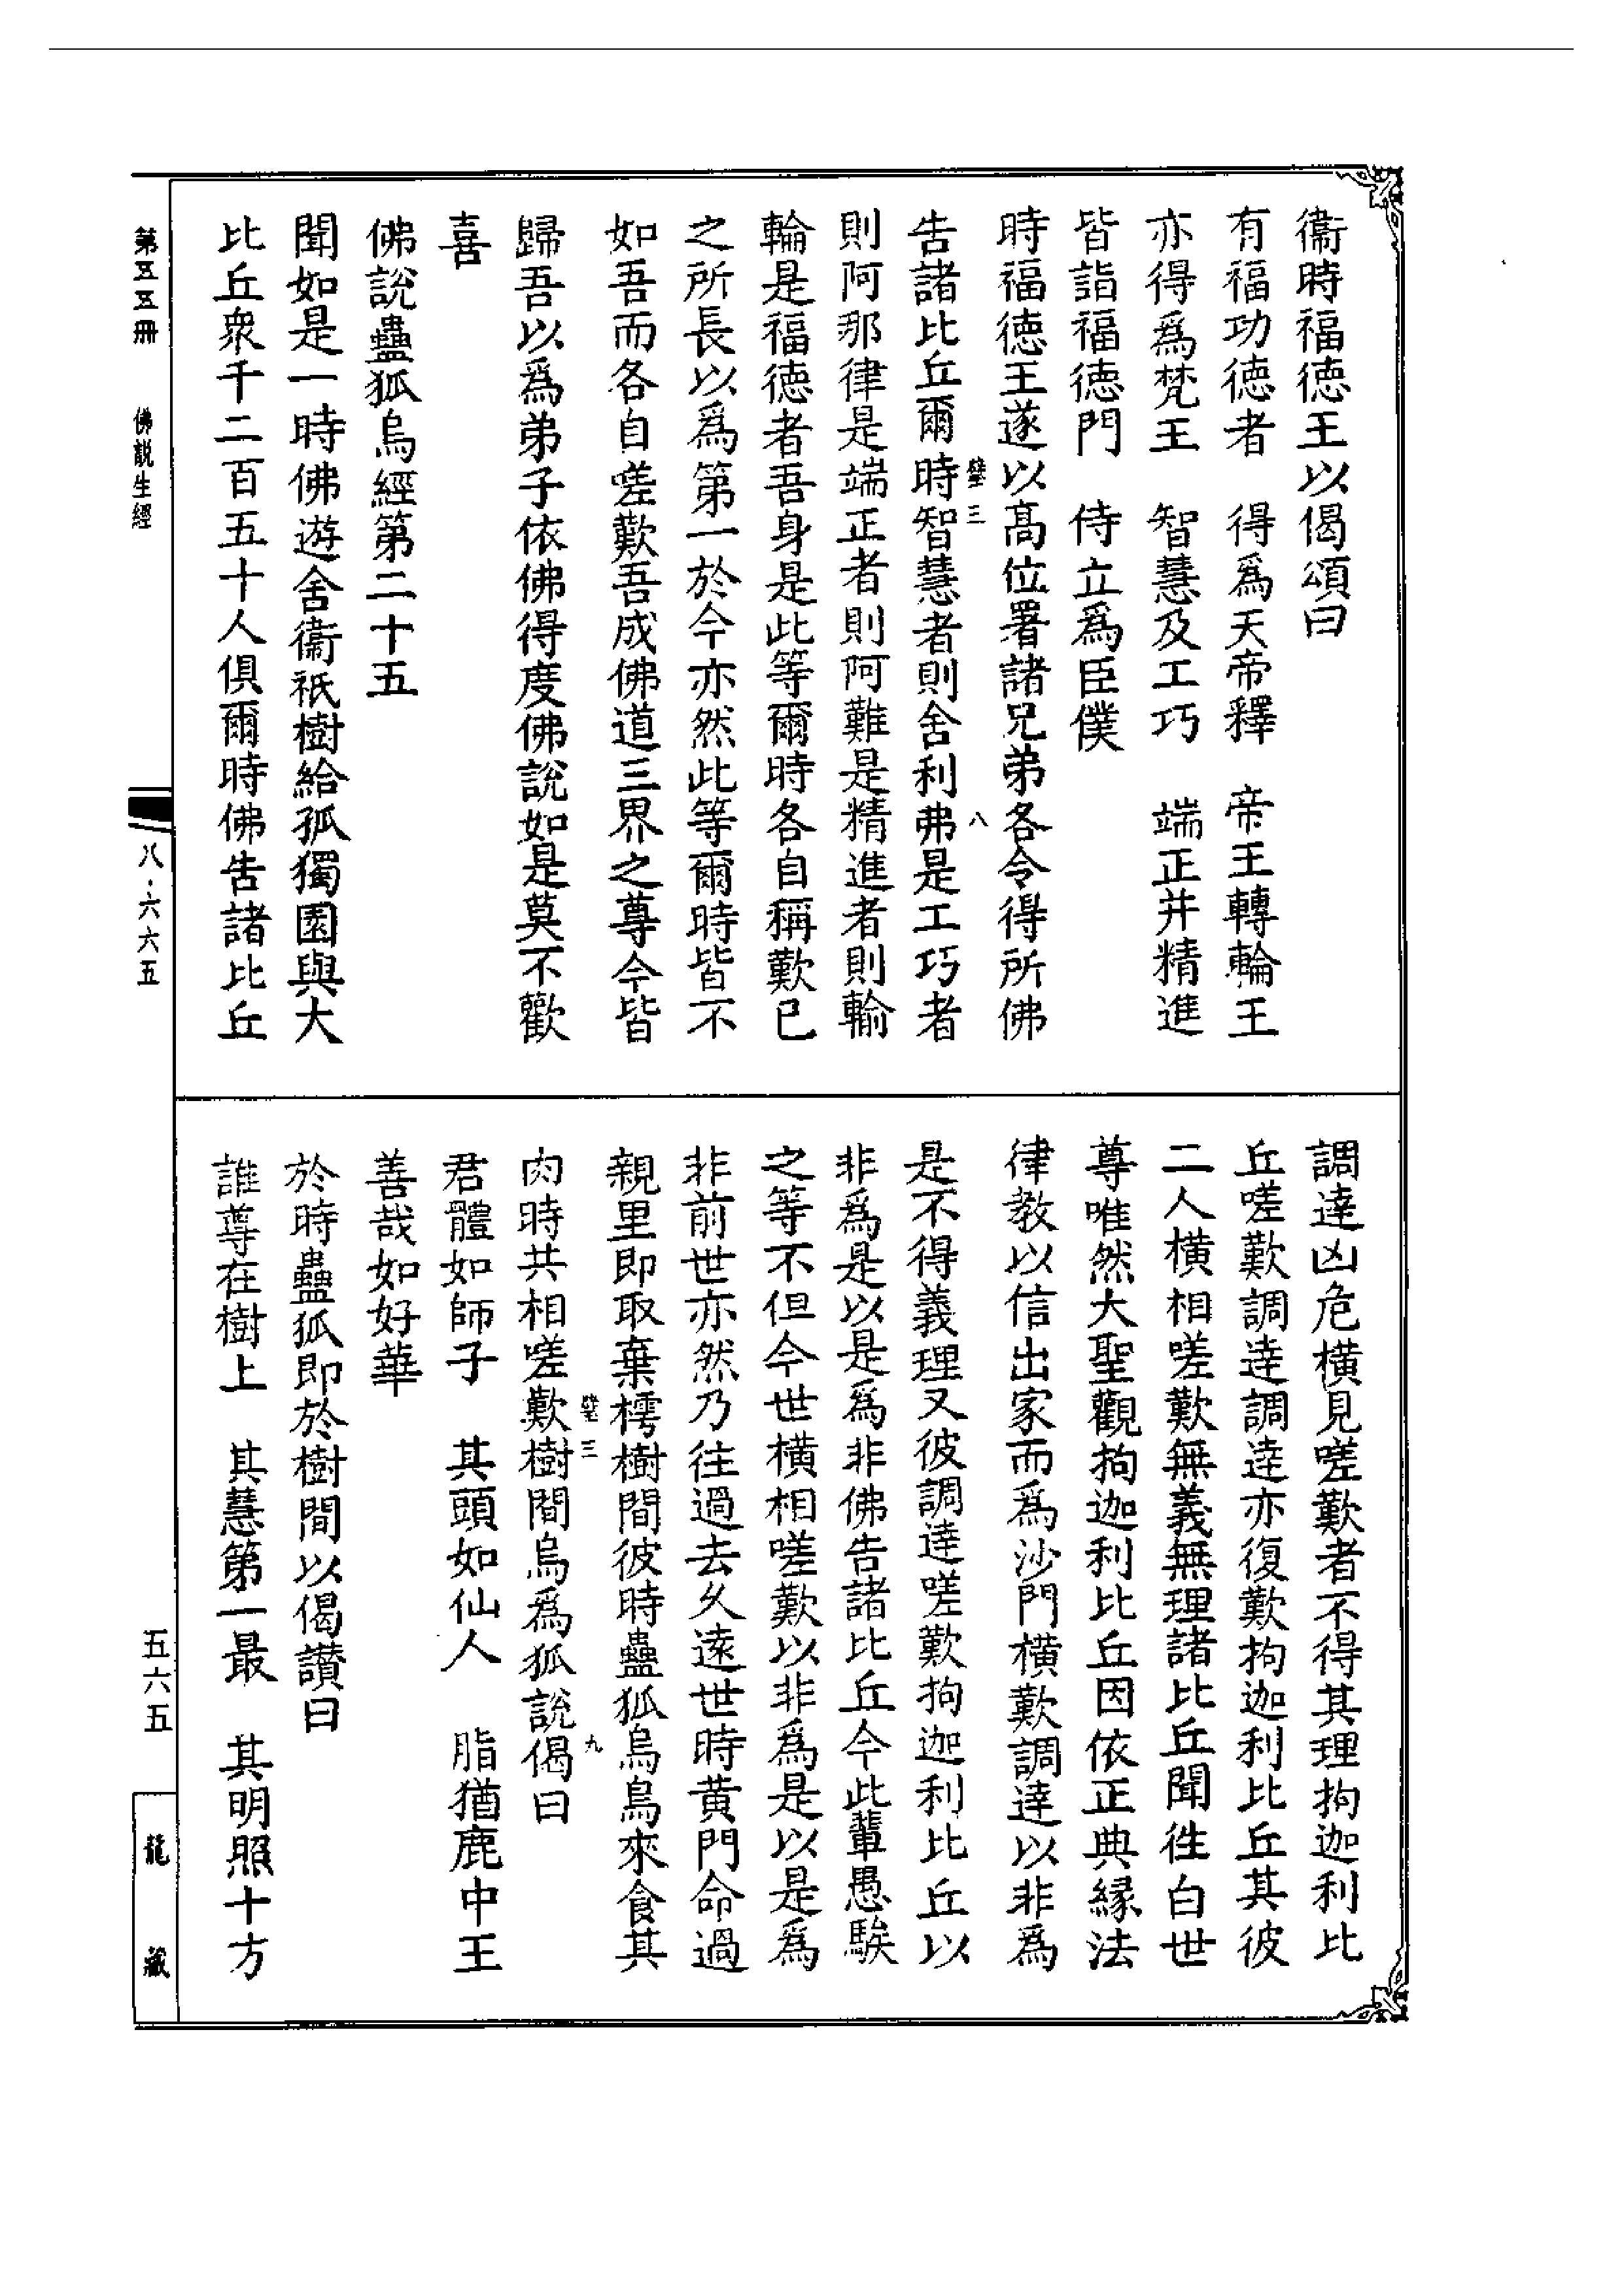 衞時福徳王以偈頌曰
有福功徳者　得爲天帝釋　帝王轉輪王
亦得爲梵王　智慧及工巧　端正并精進
皆詣福徳門　侍立爲臣僕
時福徳王遂以髙位署諸兄弟各令得所佛
三　八
告諸比丘爾時智慧者則舍利弗是工巧者
則阿那律是端正者則阿難是精進者則輸
輪是福徳者吾身是此等爾時各自稱歎已
之所長以爲第一於今亦然此等爾時皆不
如吾而各自嗟歎吾成佛道三界之尊今皆
歸吾以爲弟子依佛得度佛說如是莫不歡
喜
佛說蠱狐烏經第二十五
聞如是一時佛遊舍衞祇樹給孤獨園與大
比丘衆千二百五十人俱爾時佛告諸比丘
調達凶危橫見嗟歎者不得其理拘迦利比
丘嗟歎調達調達亦復歎拘迦利比丘其彼
二人橫相嗟歎無義無理諸比丘聞徃白世
尊唯然大聖觀拘迦利比丘因依正典緣法
律教以信出家而爲沙門橫歎調達以非爲
是不得義理又彼調達嗟歎拘迦利比丘以
非爲是以是爲非佛告諸比丘今此輩愚騃
之等不但今世橫相嗟歎以非爲是以是爲
非前世亦然乃往過去久遠世時黄門命過
親里即取棄樗樹間彼時蠱狐烏烏來食其
三　九
肉時共相嗟歎樹間烏爲狐說偈曰
君體如師子　其頭如仙人　脂猶鹿中王
善哉如好華
於時蠱狐即於樹間以偈讃曰
誰尊在樹上　其慧第一最　其明照十方
第五五冊　佛説生經
八·六六五
五六五
龍藏